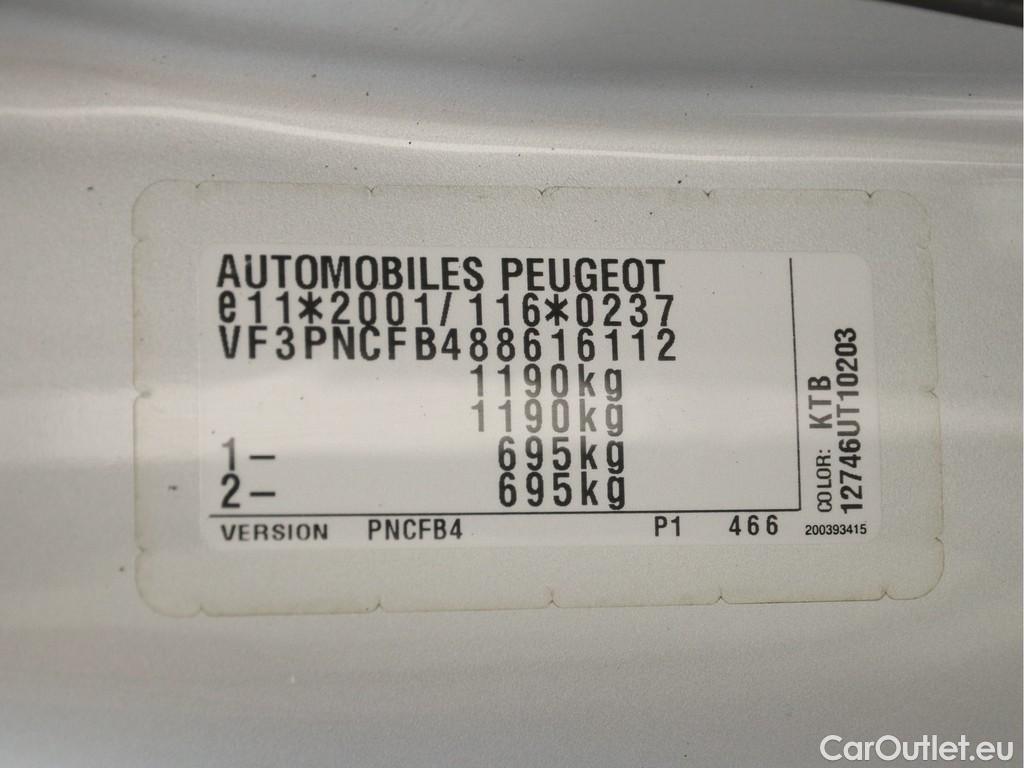 AUTOMOBILES PEUGEOT
e11*2001/116*0237
VF3PNCFB488616112
1190kg
1190kg
1- 695kg
2- 695kg
VERSION PNCFB4 P1 466
COLOR: KTB
12746UT10203
200393415
CarOutlet.eu